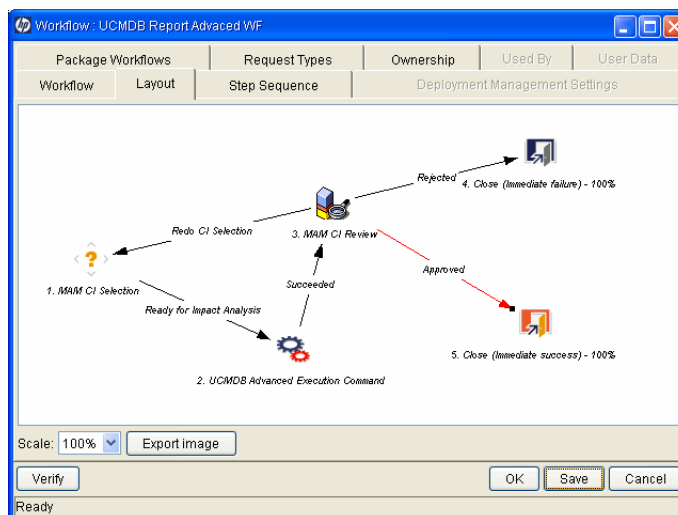 hp Workflow : UCMDB Report Advaced WF
Package Workflows Request Types Ownership Used By User Data
Workflow Layout Step Sequence Deployment Management Settings
Rejected
4. Close (Immediate failure) - 100%
Redo CI Selection
3. MAM CI Review
Approved
1. MAM CI Selection
Succeeded
Ready for Impact Analysis
5. Close (Immediate success) - 100%
2. UCMDB Advanced Execution Command
Scale: 100% Export image
Verify OK Save Cancel
Ready